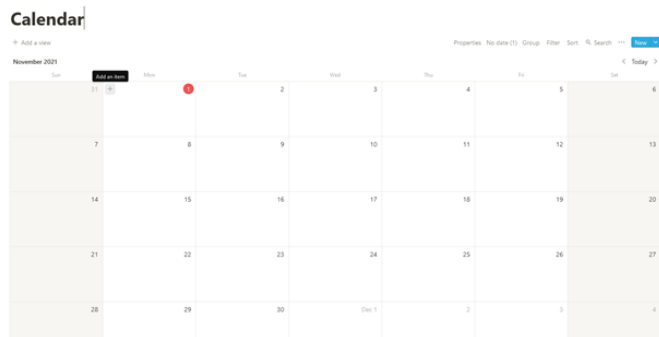 Calendar
+ Add a view
Properties No date (1) Group Filter Sort Search ··· New
November 2021
Today
Sun Mon Tue Wed Thu Fri Sat
Add an item
31 + 1 2 3 4 5 6
7 8 9 10 11 12 13
14 15 16 17 18 19 20
21 22 23 24 25 26 27
28 29 30 Dec 1 2 3 4